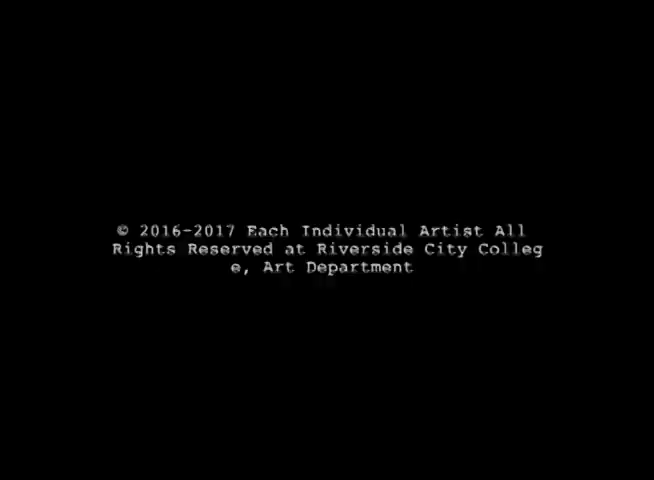 © 2016-2017 Each Individual Artist All
Rights Reserved at Riverside City Colleg
e, Art Department